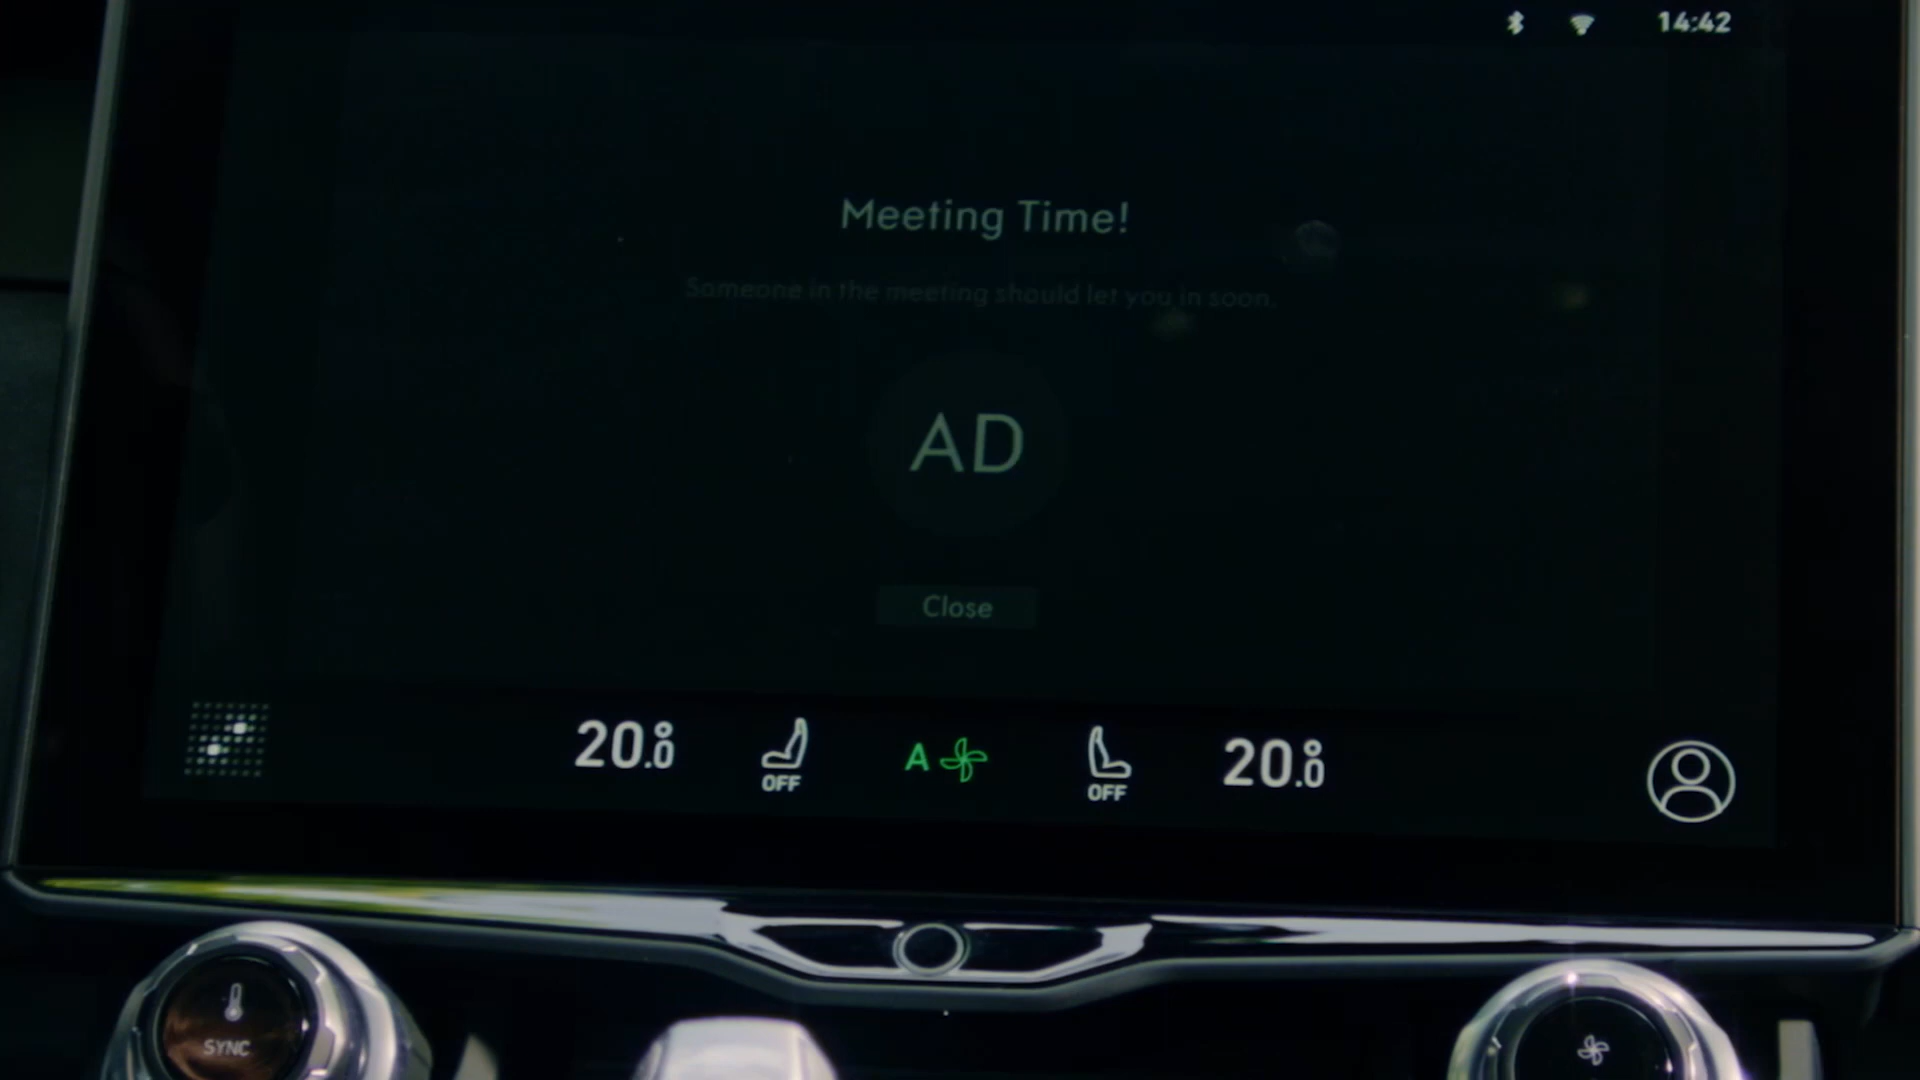 14:42
Meeting Time!
Someone in the meeting should let you in soon.
AD
Close
20.0 OFF A OFF 20.0
SYNC